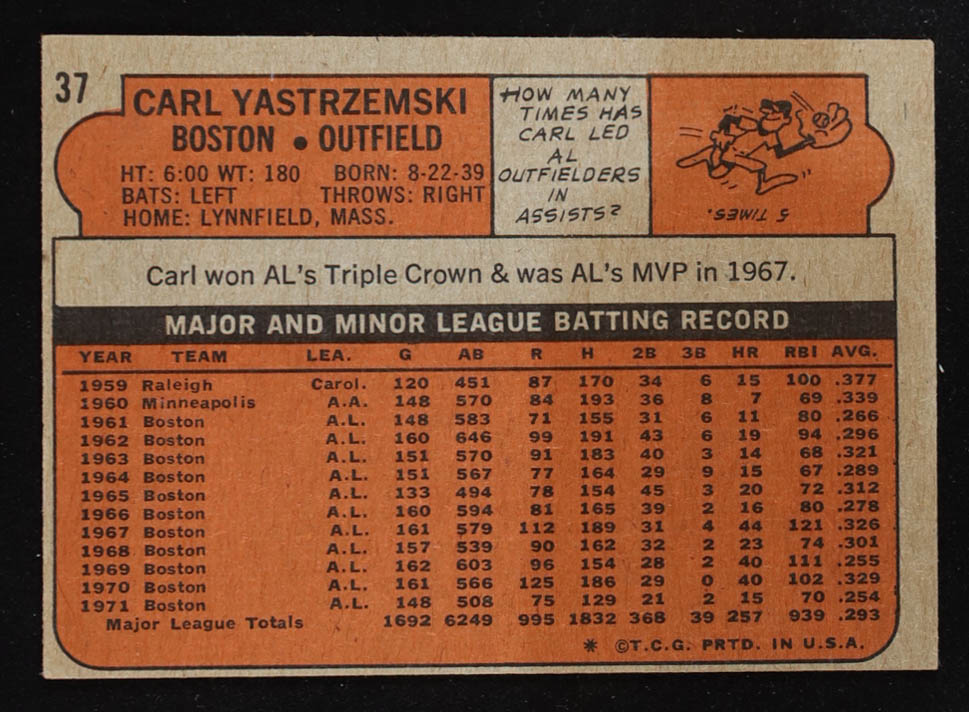 37
CARL YASTRZEMSKI
BOSTON • OUTFIELD
HT: 6:00 WT: 180 BORN: 8-22-39
BATS: LEFT THROWS: RIGHT
HOME: LYNNFIELD, MASS.
HOW MANY
TIMES HAS
CARL LED
AL
OUTFIELDERS
IN
ASSISTS?
5 TIMES.
Carl won AL's Triple Crown & was AL's MVP in 1967.
MAJOR AND MINOR LEAGUE BATTING RECORD
YEAR TEAM LEA. G AB R H 2B 3B HR RBI AVG.
1959 Raleigh Carol. 120 451 87 170 34 6 15 100 .377
1960 Minneapolis A.A. 148 570 84 193 36 8 7 69 .339
1961 Boston A.L. 148 583 71 155 31 6 11 80 .266
1962 Boston A.L. 160 646 99 191 43 6 19 94 .296
1963 Boston A.L. 151 570 91 183 40 3 14 68 .321
1964 Boston A.L. 151 567 77 164 29 9 15 67 .289
1965 Boston A.L. 133 494 78 154 45 3 20 72 .312
1966 Boston A.L. 160 594 81 165 39 2 16 80 .278
1967 Boston A.L. 161 579 112 189 31 4 44 121 .326
1968 Boston A.L. 157 539 90 162 32 2 23 74 .301
1969 Boston A.L. 162 603 96 154 28 2 40 111 .255
1970 Boston A.L. 161 566 125 186 29 0 40 102 .329
1971 Boston A.L. 148 508 75 129 21 2 15 70 .254
Major League Totals 1692 6249 995 1832 368 39 257 939 .293
* ©T.C.G. PRTD. IN U.S.A.